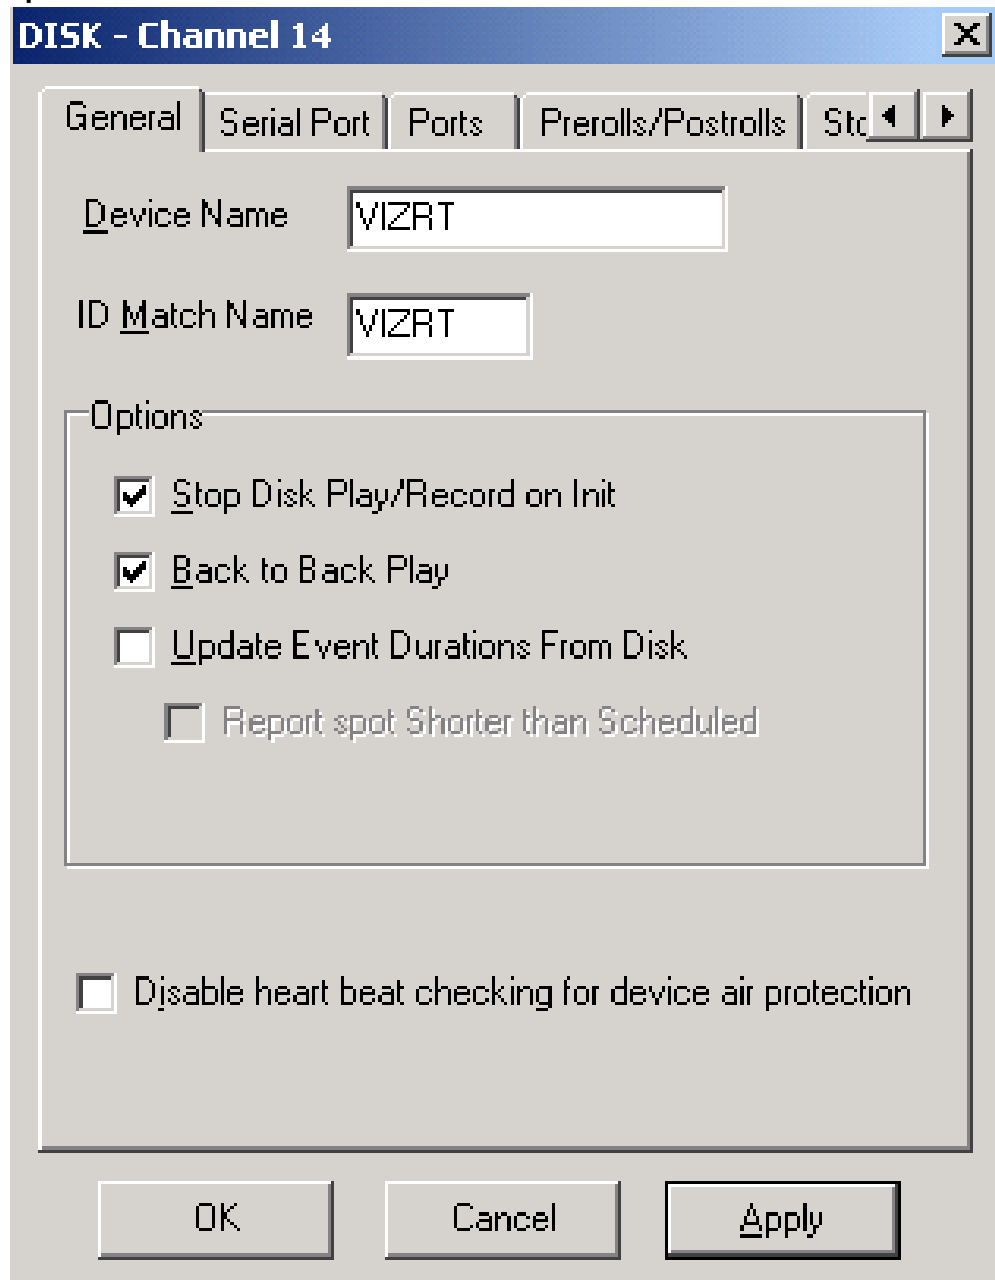 DISK - Channel 14
General Serial Port Ports Prerolls/Postrolls
Device Name VIZRT
ID Match Name VIZRT
Options
Stop Disk Play/Record on Init
Back to Back Play
Update Event Durations From Disk
Report spot Shorter than Scheduled
Disable heart beat checking for device air protection
OK Cancel Apply